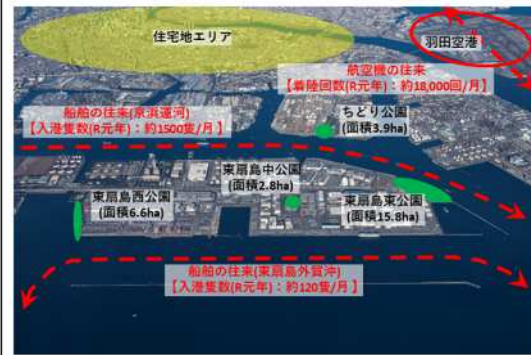 住宅地エリア
羽田空港
航空機の往来
【着陸回数(R元年)：約18,000回/月】
船舶の往来(京浜運河)
【入港隻数(R元年)：約1500隻/月】
ちどり公園
(面積3.9ha)
東扇島中公園
(面積2.8ha)
東扇島西公園
(面積6.6ha)
東扇島東公園
(面積15.8ha)
船舶の往来(東扇島外貿沖)
【入港隻数(R元年)：約120隻/月】